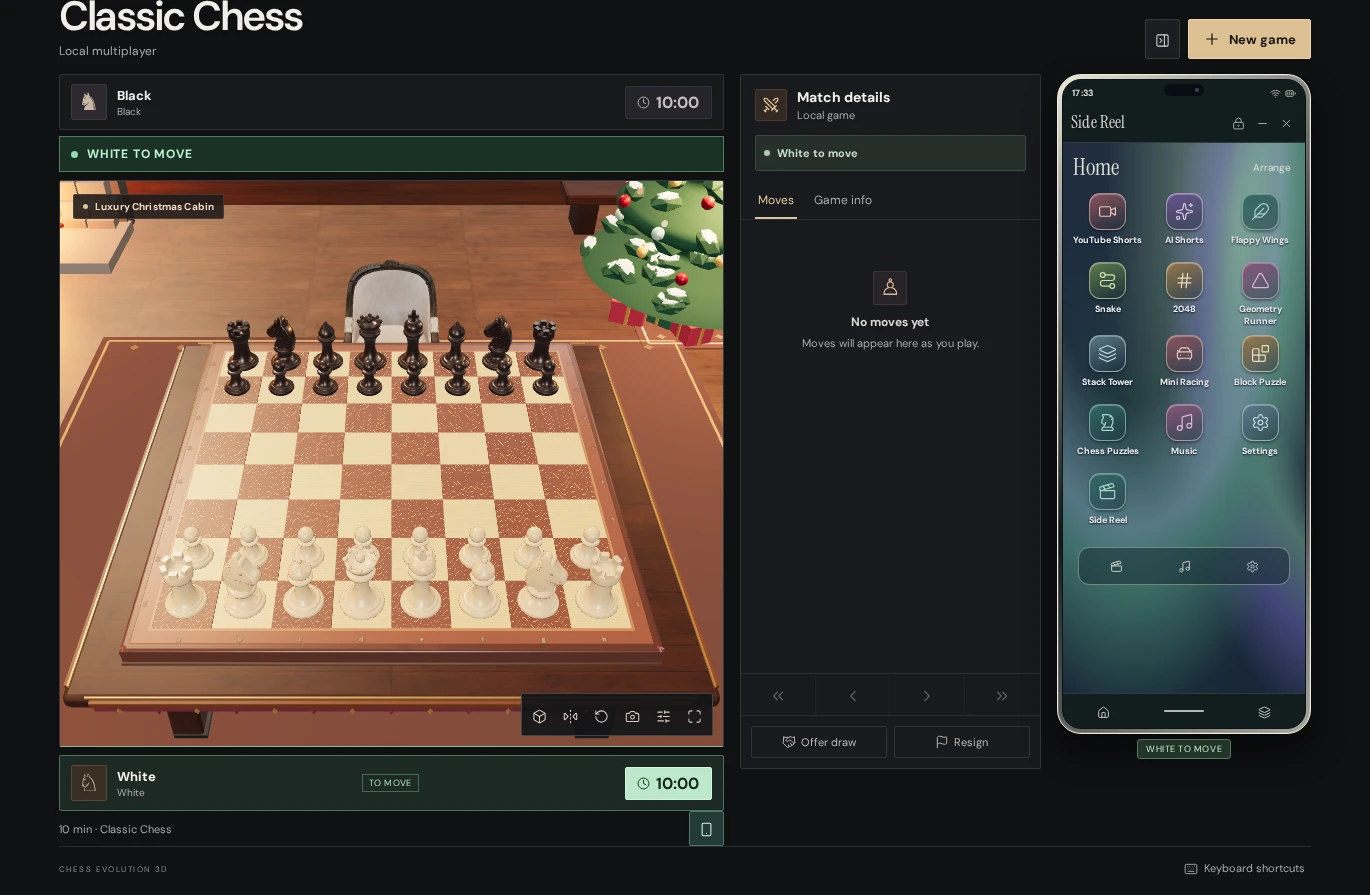 Classic Chess
Local multiplayer
New game
Black
Black
10:00
WHITE TO MOVE
Luxury Christmas Cabin
White
White
TO MOVE
10:00
10 min · Classic Chess
Match details
Local game
White to move
Moves
Game info
No moves yet
Moves will appear here as you play.
Offer draw
Resign
17:33
Side Reel
Home
Arrange
YouTube Shorts
AI Shorts
Flappy Wings
Snake
2048
Geometry
Runner
Stack Tower
Mini Racing
Block Puzzle
Chess Puzzles
Music
Settings
Side Reel
WHITE TO MOVE
CHESS EVOLUTION 3D
Keyboard shortcuts